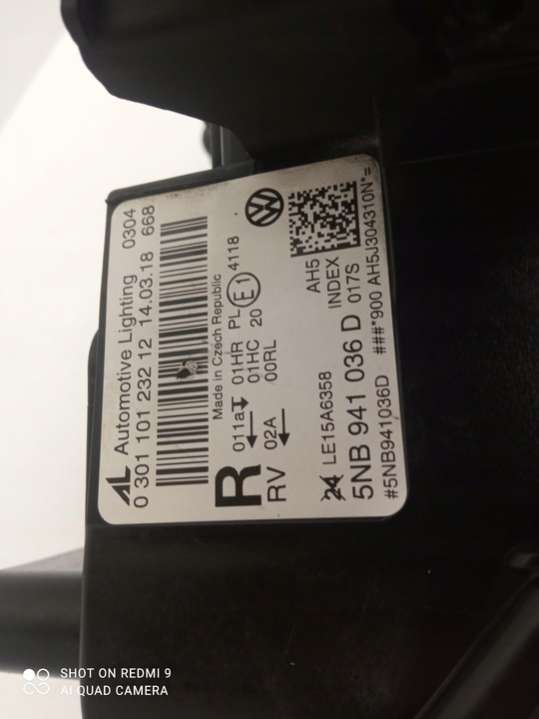 AL Automotive Lighting 0304
0 301 101 232 12 14.03.18 668
Made in Czech Republic
R 011a 01HR PL E1 4118
01HC 20
RV 02A 00RL
LE15A6358 AH5
INDEX
5NB 941 036 D 017S
#5NB941036D ###*900 AH5J304310N*=
SHOT ON REDMI 9
AI QUAD CAMERA